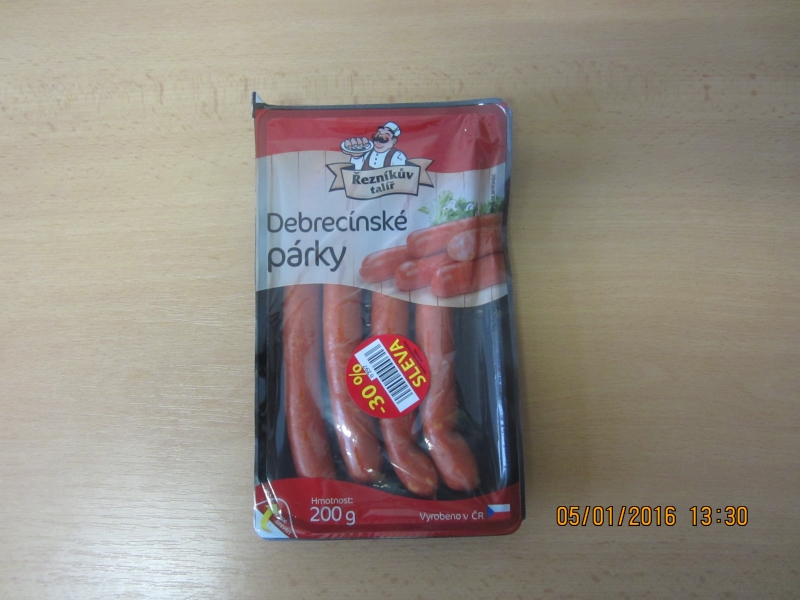 Řezníkův
talíř
Debrecínské
párky
-30 %
SLEVA
Hmotnost:
200 g
Vyrobeno v ČR
05/01/2016 13:30